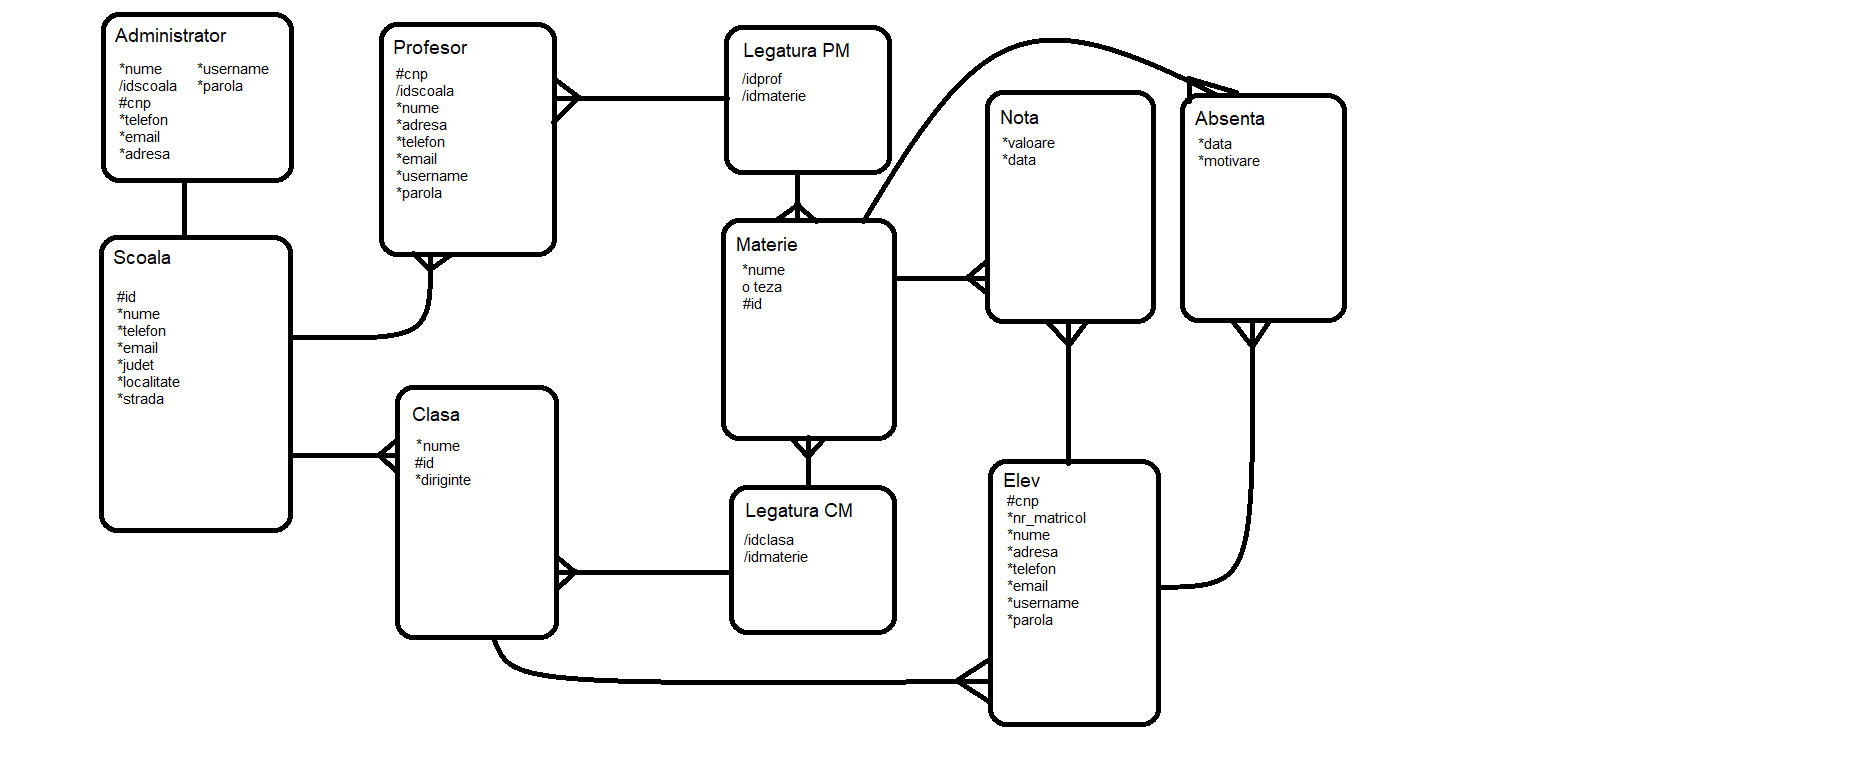 Administrator
*nume *username
/idscoala *parola
#cnp
*telefon
*email
*adresa
Scoala
#id
*nume
*telefon
*email
*judet
*localitate
*strada
Profesor
#cnp
/idscoala
*nume
*adresa
*telefon
*email
*username
*parola
Clasa
*nume
#id
*diriginte
Legatura PM
/idprof
/idmaterie
Materie
*nume
o teza
#id
Legatura CM
/idclasa
/idmaterie
Nota
*valoare
*data
Absenta
*data
*motivare
Elev
#cnp
*nr_matricol
*nume
*adresa
*telefon
*email
*username
*parola